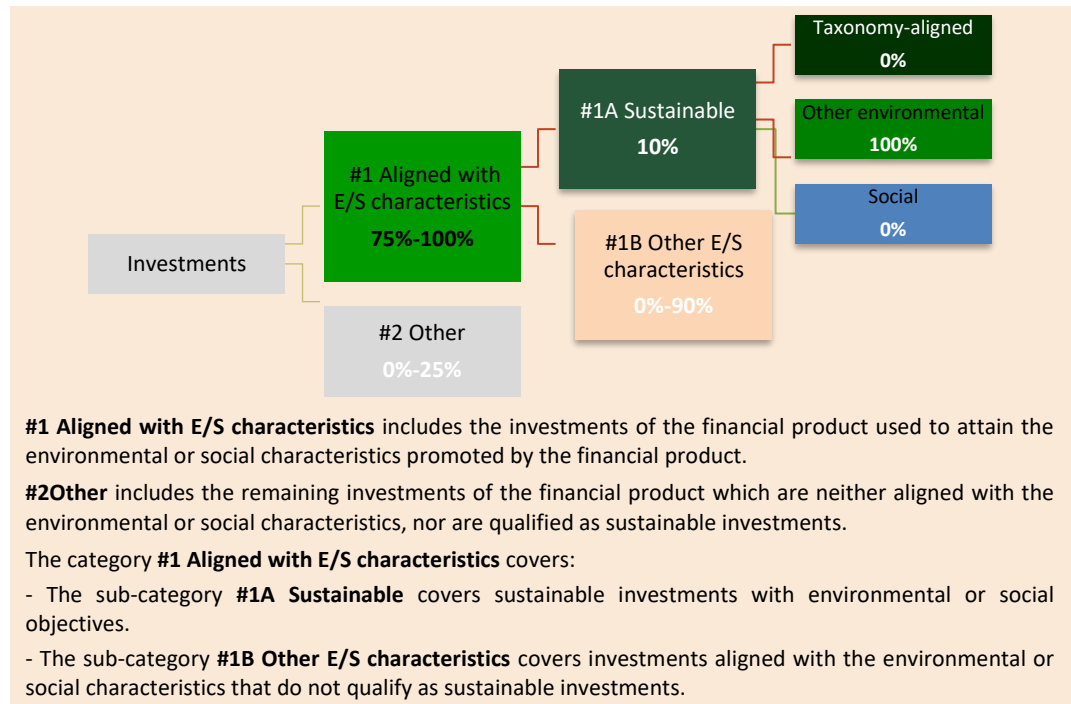 Taxonomy-aligned
0%
#1A Sustainable
10%
Other environmental
100%
#1 Aligned with
E/S characteristics
75%-100%
Social
0%
#1B Other E/S
characteristics
0%-90%
Investments
#2 Other
0%-25%
#1 Aligned with E/S characteristics includes the investments of the financial product used to attain the
environmental or social characteristics promoted by the financial product.
#2Other includes the remaining investments of the financial product which are neither aligned with the
environmental or social characteristics, nor are qualified as sustainable investments.
The category #1 Aligned with E/S characteristics covers:
- The sub-category #1A Sustainable covers sustainable investments with environmental or social
objectives.
- The sub-category #1B Other E/S characteristics covers investments aligned with the environmental or
social characteristics that do not qualify as sustainable investments.